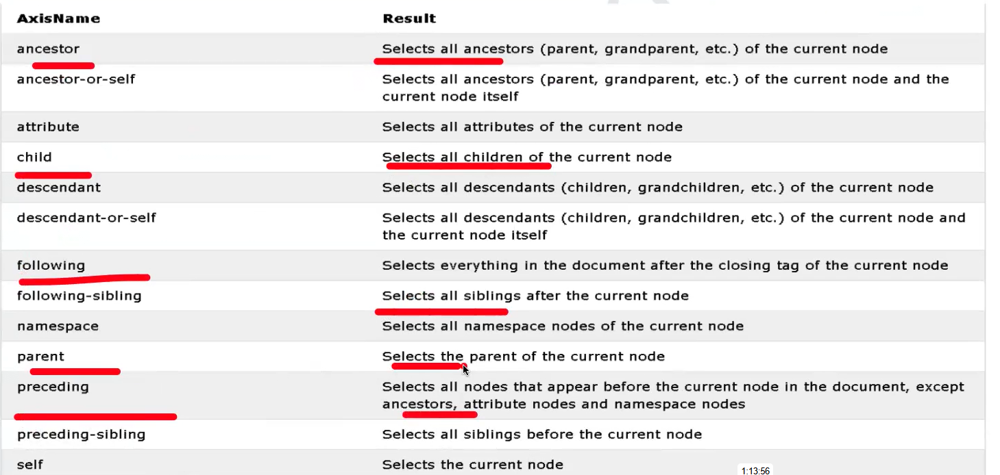 AxisName Result
ancestor Selects all ancestors (parent, grandparent, etc.) of the current node
ancestor-or-self Selects all ancestors (parent, grandparent, etc.) of the current node and the
current node itself
attribute Selects all attributes of the current node
child Selects all children of the current node
descendant Selects all descendants (children, grandchildren, etc.) of the current node
descendant-or-self Selects all descendants (children, grandchildren, etc.) of the current node and
the current node itself
following Selects everything in the document after the closing tag of the current node
following-sibling Selects all siblings after the current node
namespace Selects all namespace nodes of the current node
parent Selects the parent of the current node
preceding Selects all nodes that appear before the current node in the document, except
ancestors, attribute nodes and namespace nodes
preceding-sibling Selects all siblings before the current node
self Selects the current node
1:13:56